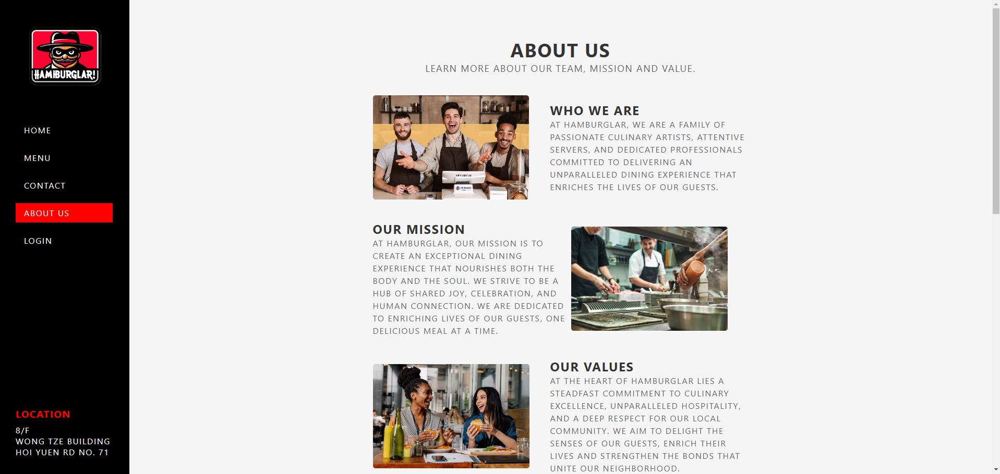 HAMBURGLAR!
HOME
MENU
CONTACT
ABOUT US
LOGIN
LOCATION
8/F
WONG TZE BUILDING
HOI YUEN RD NO. 71
ABOUT US
LEARN MORE ABOUT OUR TEAM, MISSION AND VALUE.
LS Retail
WHO WE ARE
AT HAMBURGLAR, WE ARE A FAMILY OF
PASSIONATE CULINARY ARTISTS, ATTENTIVE
SERVERS, AND DEDICATED PROFESSIONALS
COMMITTED TO DELIVERING AN
UNPARALLELED DINING EXPERIENCE THAT
ENRICHES THE LIVES OF OUR GUESTS.
OUR MISSION
AT HAMBURGLAR, OUR MISSION IS TO
CREATE AN EXCEPTIONAL DINING
EXPERIENCE THAT NOURISHES BOTH THE
BODY AND THE SOUL. WE STRIVE TO BE A
HUB OF SHARED JOY, CELEBRATION, AND
HUMAN CONNECTION. WE ARE DEDICATED
TO ENRICHING LIVES OF OUR GUESTS, ONE
DELICIOUS MEAL AT A TIME.
OUR VALUES
AT THE HEART OF HAMBURGLAR LIES A
STEADFAST COMMITMENT TO CULINARY
EXCELLENCE, UNPARALLELED HOSPITALITY,
AND A DEEP RESPECT FOR OUR LOCAL
COMMUNITY. WE AIM TO DELIGHT THE
SENSES OF OUR GUESTS, ENRICH THEIR
LIVES AND STRENGTHEN THE BONDS THAT
UNITE OUR NEIGHBORHOOD.